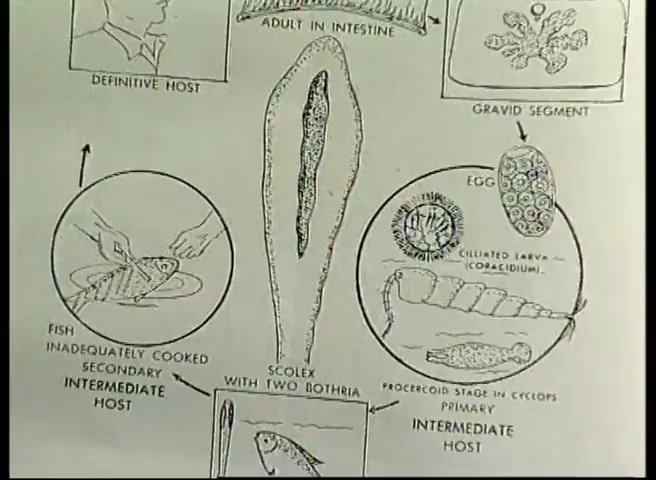 ADULT IN INTESTINE
DEFINITIVE HOST
GRAVID SEGMENT
EGG
CILLIATED LARVA
(CORACIDIUM)
FISH
INADEQUATELY COOKED
SECONDARY
INTERMEDIATE
HOST
SCOLEX
WITH TWO BOTHRIA
PROCERCOID STAGE IN CYCLOPS
PRIMARY
INTERMEDIATE
HOST